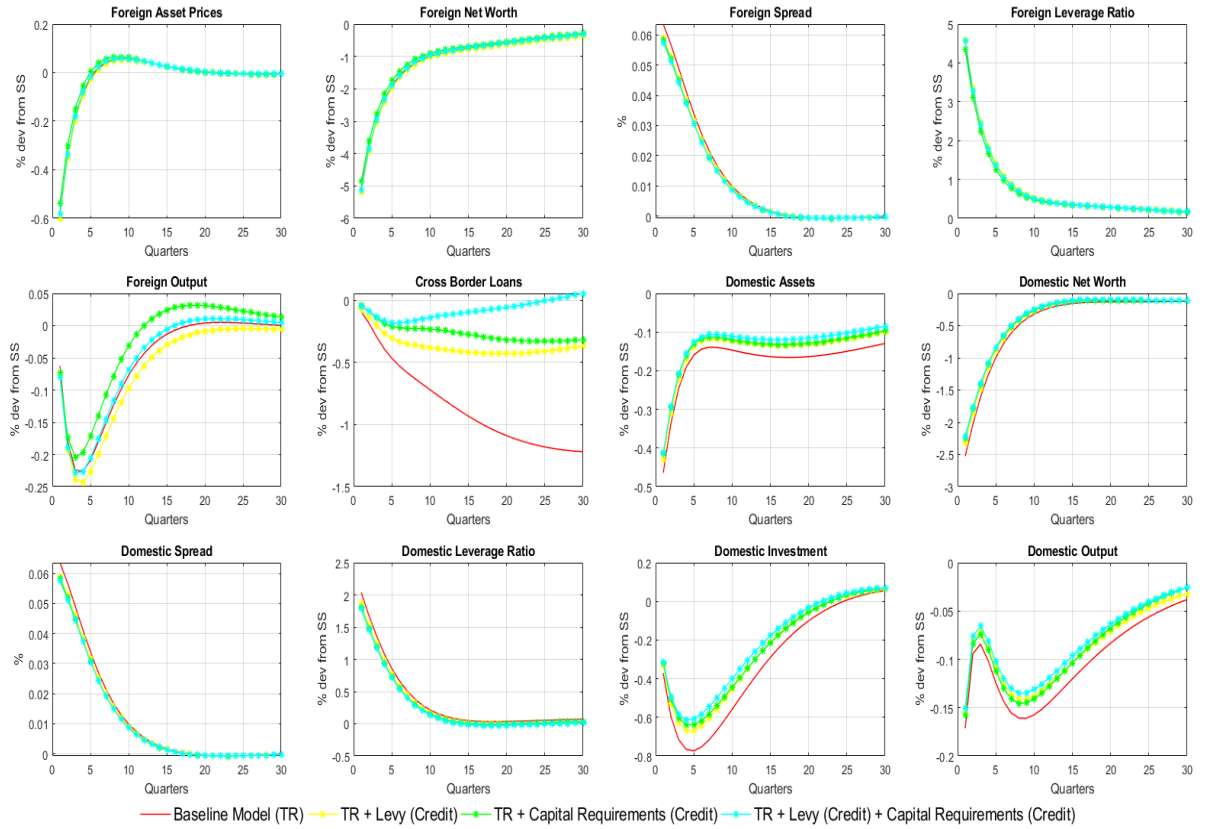 Foreign Asset Prices
% dev from SS
0.2
0
-0.2
-0.4
-0.6
0 5 10 15 20 25 30
Quarters
Foreign Net Worth
% dev from SS
0
-1
-2
-3
-4
-5
-6
0 5 10 15 20 25 30
Quarters
Foreign Spread
%
0.06
0.05
0.04
0.03
0.02
0.01
0
0 5 10 15 20 25 30
Quarters
Foreign Leverage Ratio
% dev from SS
5
4
3
2
1
0
0 5 10 15 20 25 30
Quarters
Foreign Output
% dev from SS
0.05
0
-0.05
-0.1
-0.15
-0.2
-0.25
0 5 10 15 20 25 30
Quarters
Cross Border Loans
% dev from SS
0
-0.5
-1
-1.5
0 5 10 15 20 25 30
Quarters
Domestic Assets
% dev from SS
0
-0.1
-0.2
-0.3
-0.4
-0.5
0 5 10 15 20 25 30
Quarters
Domestic Net Worth
% dev from SS
0
-0.5
-1
-1.5
-2
-2.5
-3
0 5 10 15 20 25 30
Quarters
Domestic Spread
%
0.06
0.05
0.04
0.03
0.02
0.01
0
0 5 10 15 20 25 30
Quarters
Domestic Leverage Ratio
% dev from SS
2.5
2
1.5
1
0.5
0
-0.5
0 5 10 15 20 25 30
Quarters
Domestic Investment
% dev from SS
0.2
0
-0.2
-0.4
-0.6
-0.8
0 5 10 15 20 25 30
Quarters
Domestic Output
% dev from SS
0
-0.05
-0.1
-0.15
-0.2
0 5 10 15 20 25 30
Quarters
Baseline Model (TR) TR + Levy (Credit) TR + Capital Requirements (Credit) TR + Levy (Credit) + Capital Requirements (Credit)